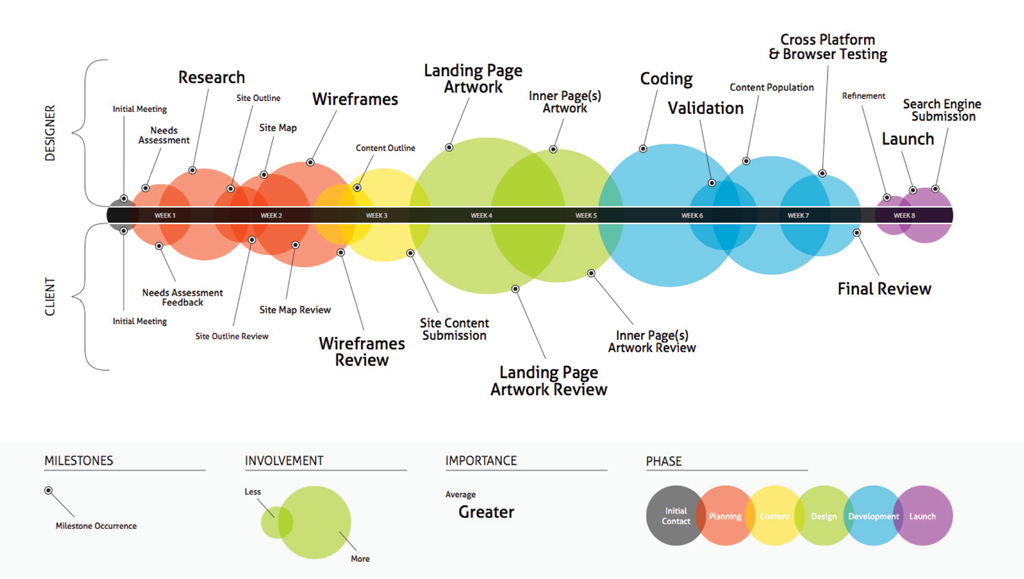 DESIGNER
Initial Meeting
Needs
Assessment
Research
Site Outline
Site Map
Wireframes
Content Outline
Landing Page
Artwork
Inner Page(s)
Artwork
Coding
Validation
Content Population
Cross Platform
& Browser Testing
Refinement
Launch
Search Engine
Submission
WEEK 1
WEEK 2
WEEK 3
WEEK 4
WEEK 5
WEEK 6
WEEK 7
WEEK 8
CLIENT
Initial Meeting
Needs Assessment
Feedback
Site Outline Review
Site Map Review
Wireframes
Review
Site Content
Submission
Landing Page
Artwork Review
Inner Page(s)
Artwork Review
Final Review
MILESTONES
Milestone Occurrence
INVOLVEMENT
Less
More
IMPORTANCE
Average
Greater
PHASE
Initial
Contact
Planning
Content
Design
Development
Launch